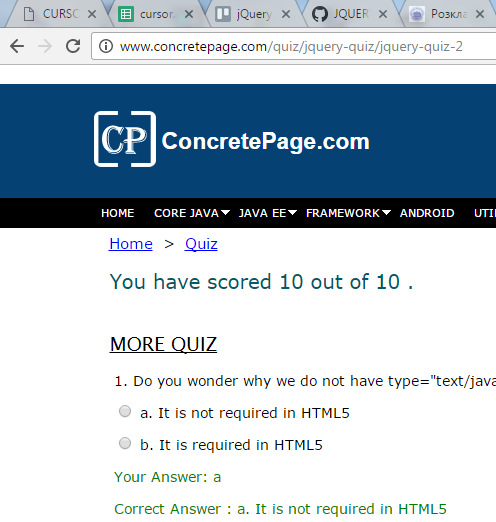 CURSO
cursor.
jQuery
JQUER
Розкла
www.concretepage.com/quiz/jquery-quiz/jquery-quiz-2
CP ConcretePage.com
HOME CORE JAVA JAVA EE FRAMEWORK ANDROID UTI
Home > Quiz
You have scored 10 out of 10 .
MORE QUIZ
1. Do you wonder why we do not have type="text/java
a. It is not required in HTML5
b. It is required in HTML5
Your Answer: a
Correct Answer : a. It is not required in HTML5